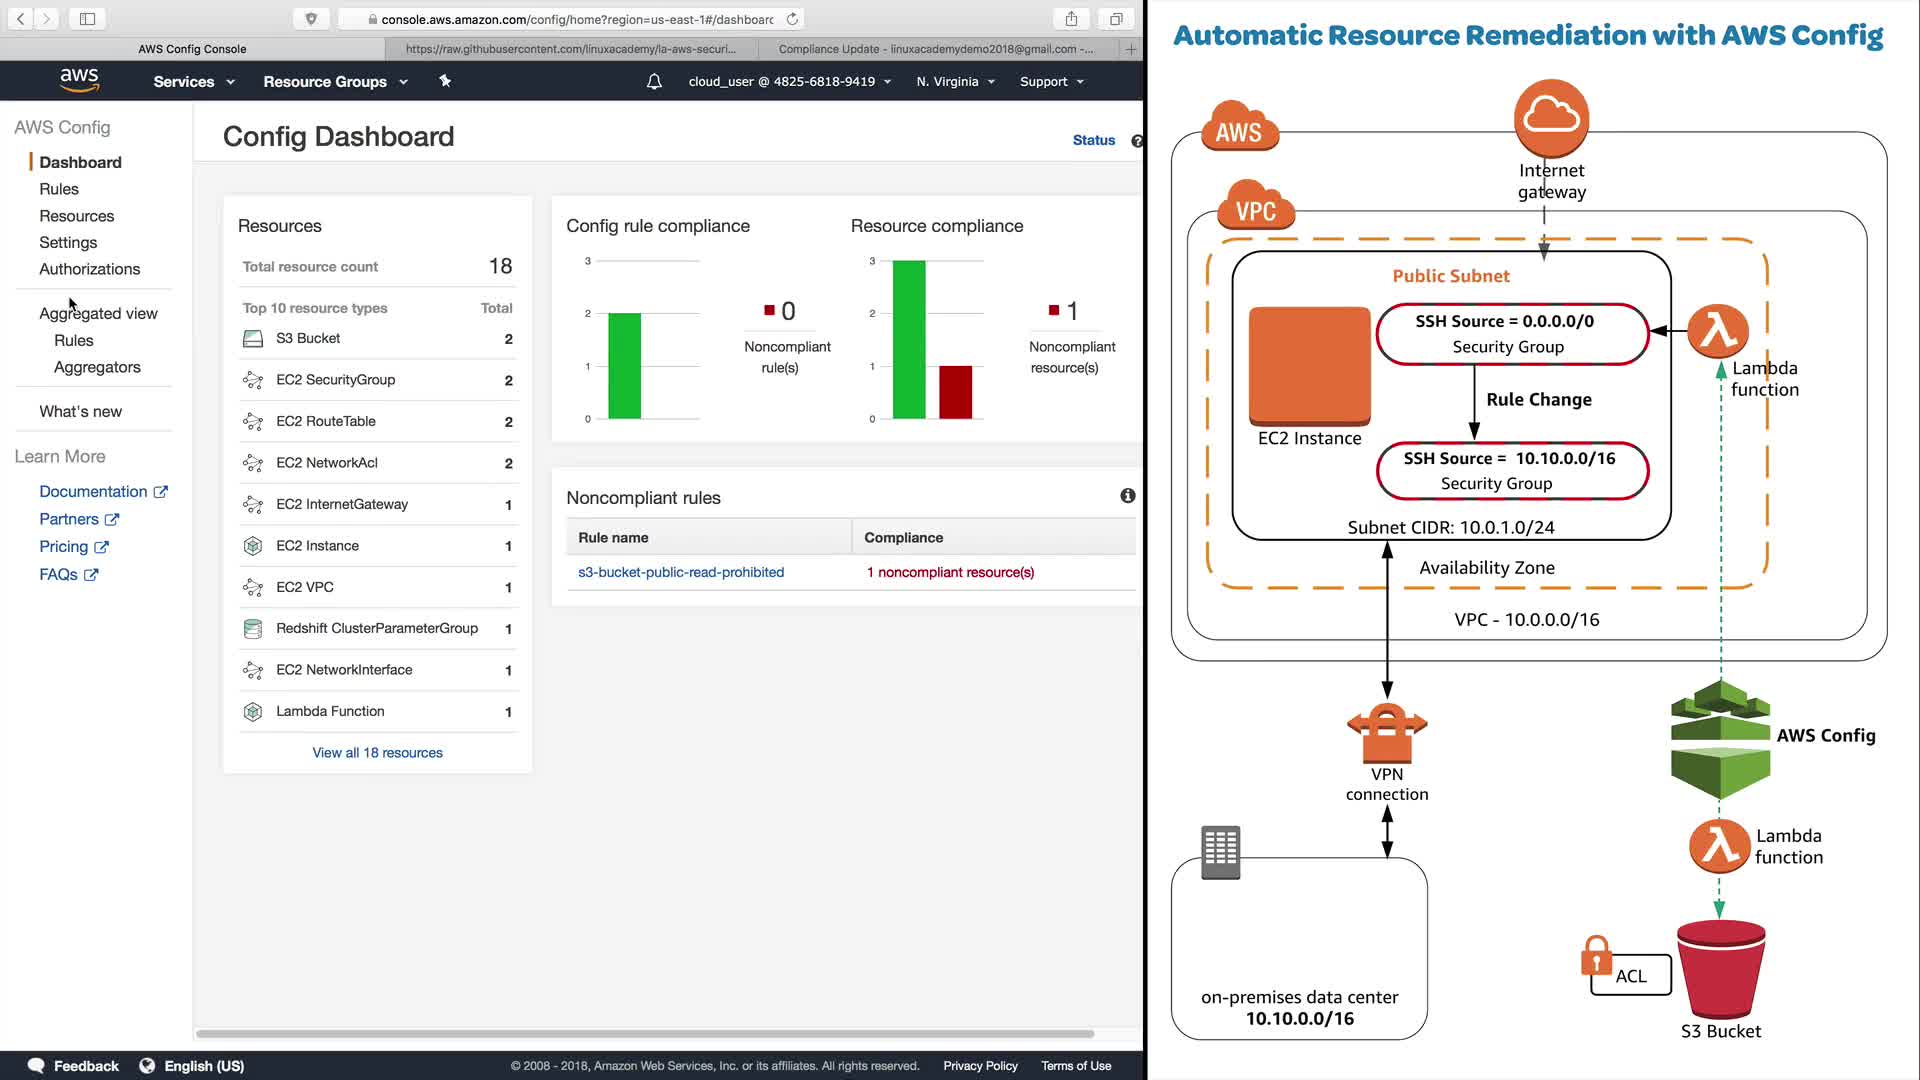 console.aws.amazon.com/config/home?region=us-east-1#/dashboard
AWS Config Console
https://raw.githubusercontent.com/linuxacademy/la-aws-securi...
Compliance Update - linuxacademydemo2018@gmail.com -...
aws
Services
Resource Groups
cloud_user @ 4825-6818-9419
N. Virginia
Support
AWS Config
Dashboard
Rules
Resources
Settings
Authorizations
Aggregated view
Rules
Aggregators
What's new
Learn More
Documentation
Partners
Pricing
FAQs
Config Dashboard
Status
?
Resources
Total resource count 18
Top 10 resource types Total
S3 Bucket 2
EC2 SecurityGroup 2
EC2 RouteTable 2
EC2 NetworkAcl 2
EC2 InternetGateway 1
EC2 Instance 1
EC2 VPC 1
Redshift ClusterParameterGroup 1
EC2 NetworkInterface 1
Lambda Function 1
View all 18 resources
Config rule compliance
3
2
1
0
0
Noncompliant
rule(s)
Resource compliance
3
2
1
0
1
Noncompliant
resource(s)
Noncompliant rules
Rule name Compliance
s3-bucket-public-read-prohibited 1 noncompliant resource(s)
Feedback
English (US)
© 2008 - 2018, Amazon Web Services, Inc. or its affiliates. All rights reserved.
Privacy Policy
Terms of Use
Automatic Resource Remediation with AWS Config
AWS
Internet
gateway
VPC
Public Subnet
SSH Source = 0.0.0.0/0
Security Group
Lambda
function
Rule Change
EC2 Instance
SSH Source = 10.10.0.0/16
Security Group
Subnet CIDR: 10.0.1.0/24
Availability Zone
VPC - 10.0.0.0/16
AWS Config
VPN
connection
Lambda
function
ACL
on-premises data center
10.10.0.0/16
S3 Bucket